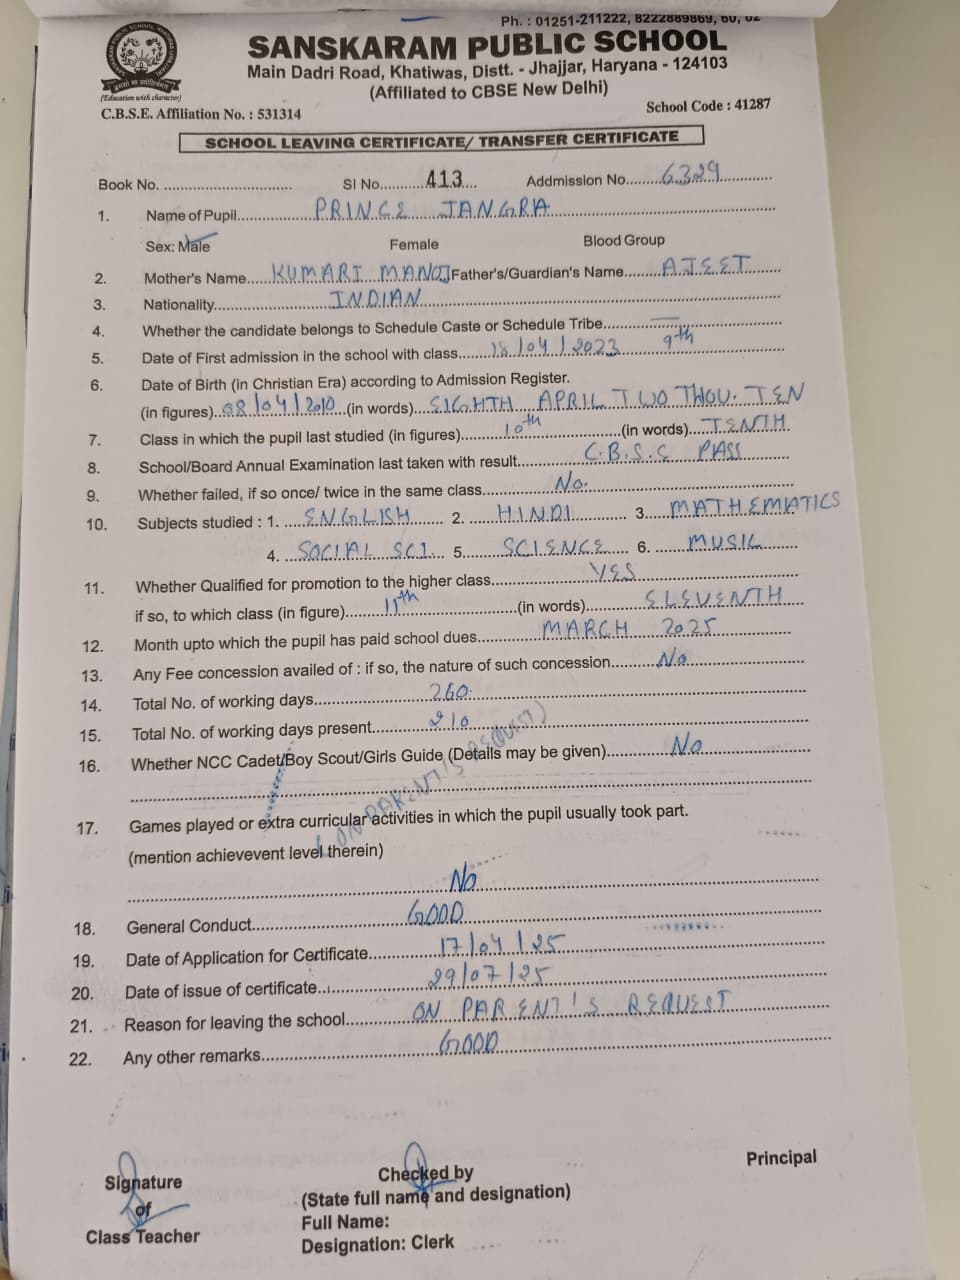 Ph. : 01251-211222, 8222889869, 60, 62
SANSKARAM PUBLIC SCHOOL
Main Dadri Road, Khatiwas, Distt. - Jhajjar, Haryana - 124103
(Affiliated to CBSE New Delhi)
(Education with character)
C.B.S.E. Affiliation No. : 531314
School Code : 41287
SCHOOL LEAVING CERTIFICATE/ TRANSFER CERTIFICATE
Book No. ................ Sl No. 413 Addmission No. 6329
1. Name of Pupil PRINCE JANGRA
Sex: Male Female Blood Group
2. Mother's Name KUMARI MANOJ Father's/Guardian's Name AJEET
3. Nationality INDIAN
4. Whether the candidate belongs to Schedule Caste or Schedule Tribe —
5. Date of First admission in the school with class 18/04/2023 9th
6. Date of Birth (in Christian Era) according to Admission Register.
(in figures) 08/04/2010 (in words) EIGHTH APRIL TWO THOU. TEN
7. Class in which the pupil last studied (in figures) 10th (in words) TENTH
8. School/Board Annual Examination last taken with result C.B.S.E PASS
9. Whether failed, if so once/ twice in the same class No.
10. Subjects studied : 1. ENGLISH 2. HINDI 3. MATHEMATICS
4. SOCIAL SCI. 5. SCIENCE 6. MUSIC
11. Whether Qualified for promotion to the higher class YES
if so, to which class (in figure) 11th (in words) ELEVENTH
12. Month upto which the pupil has paid school dues MARCH 2025
13. Any Fee concession availed of : if so, the nature of such concession No
14. Total No. of working days 260
15. Total No. of working days present 210
16. Whether NCC Cadet/Boy Scout/Girls Guide (Details may be given) No
(ON PARENT'S REQUEST)
17. Games played or extra curricular activities in which the pupil usually took part.
(mention achievevent level therein)
No
18. General Conduct GOOD
19. Date of Application for Certificate 17/04/25
20. Date of issue of certificate 29/07/25
21. Reason for leaving the school ON PARENT'S REQUEST
22. Any other remarks GOOD
Signature of Class Teacher
Checked by
(State full name and designation)
Full Name:
Designation: Clerk
Principal